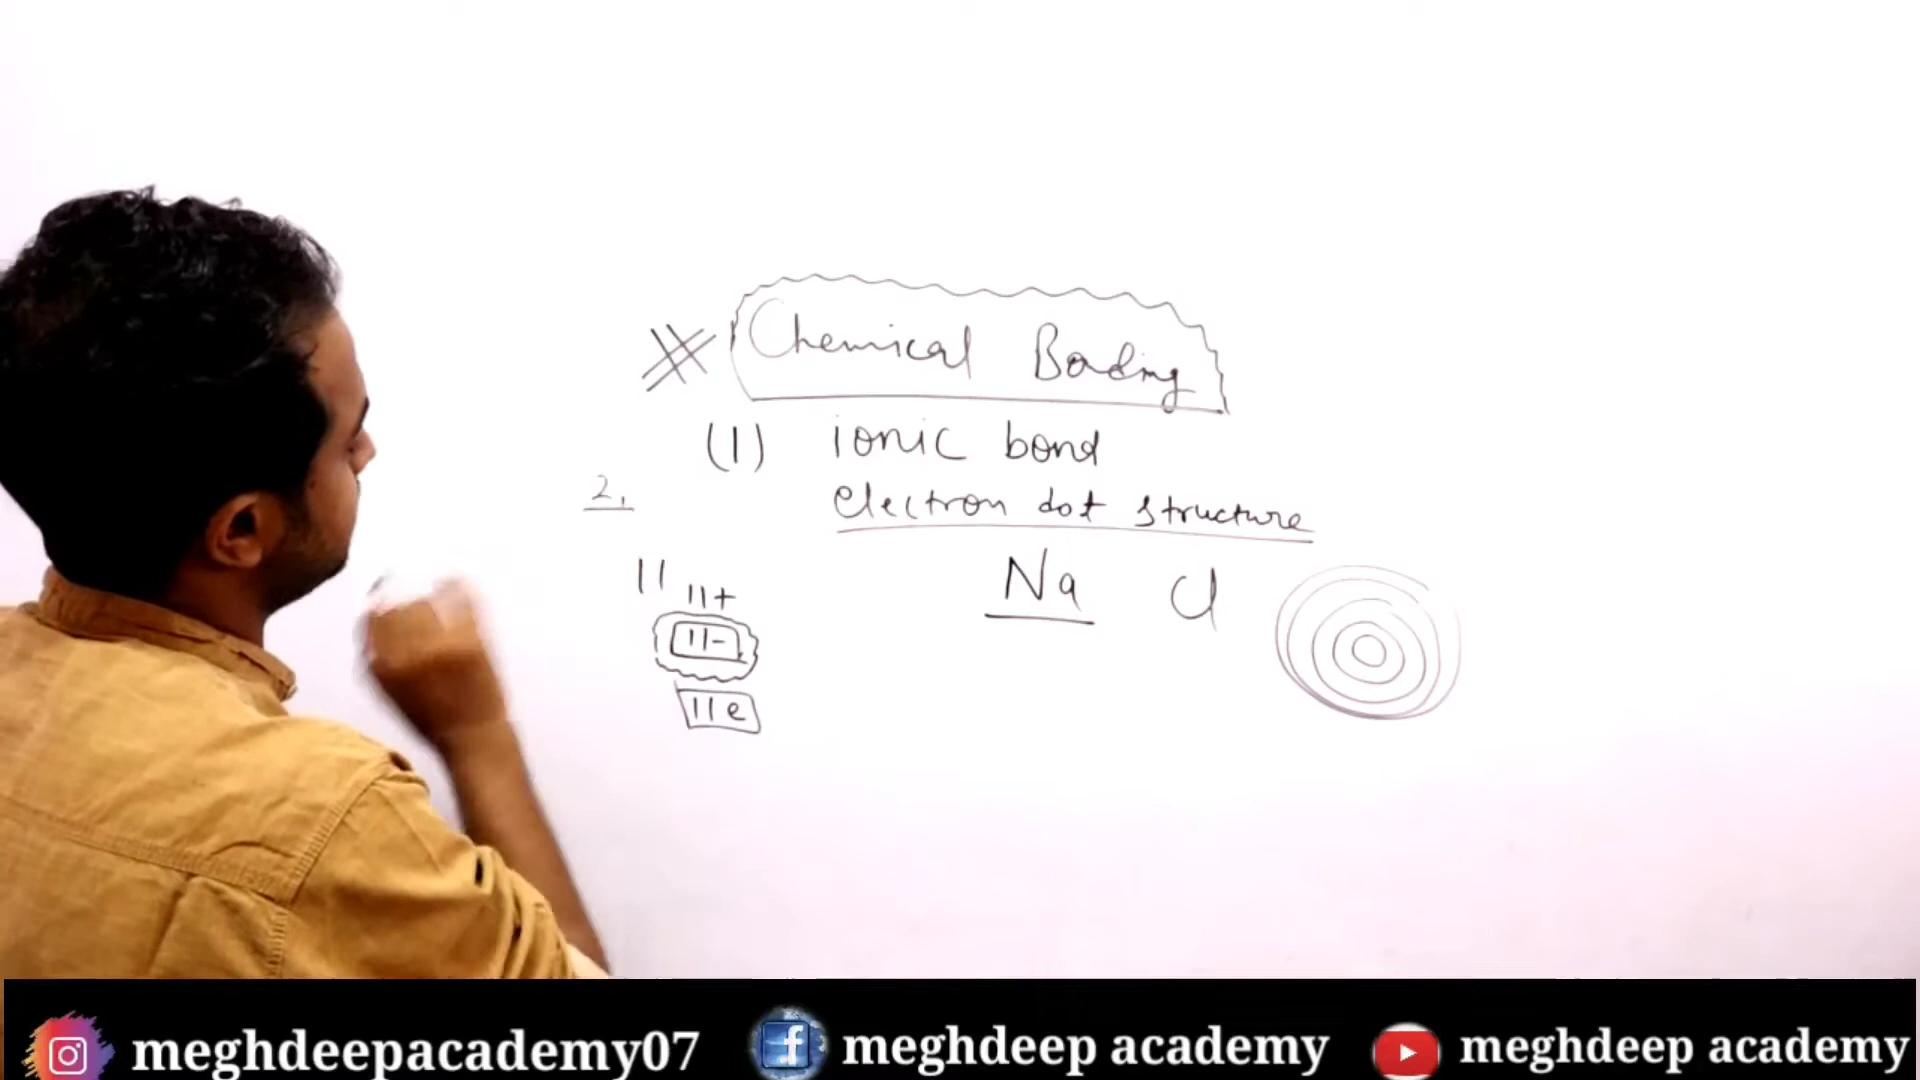 Chemical Bonding
(1) ionic bond
2.
electron dot structure
Na Cl
11
11+
11-
11e
meghdeepacademy07
meghdeep academy
meghdeep academy